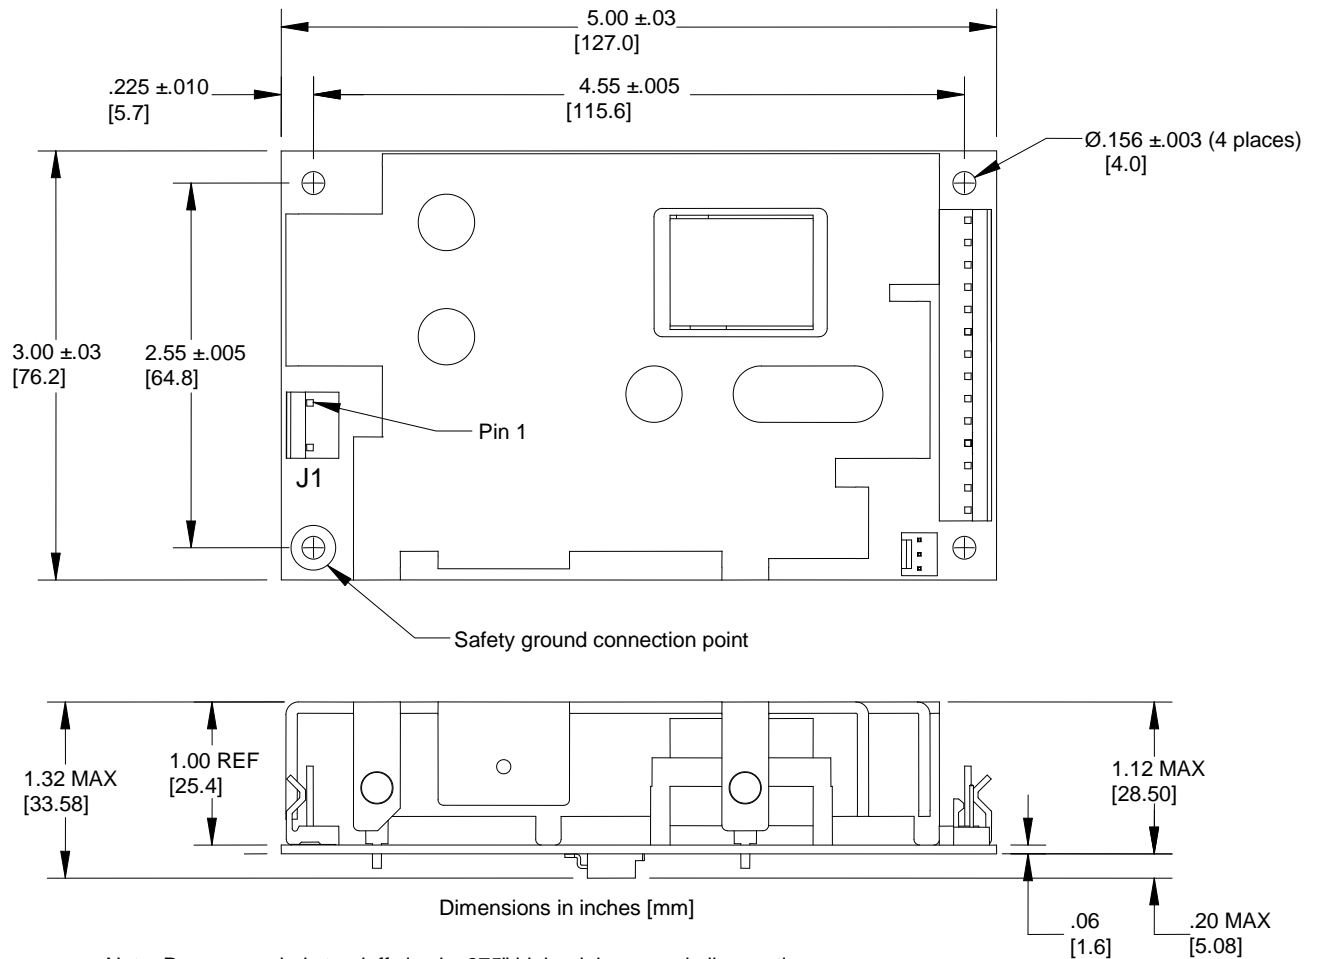 5.00 ±.03
[127.0]
.225 ±.010
[5.7]
4.55 ±.005
[115.6]
Ø.156 ±.003 (4 places)
[4.0]
3.00 ±.03
[76.2]
2.55 ±.005
[64.8]
Pin 1
J1
Safety ground connection point
1.32 MAX
[33.58]
1.00 REF
[25.4]
1.12 MAX
[28.50]
Dimensions in inches [mm]
.06
[1.6]
.20 MAX
[5.08]